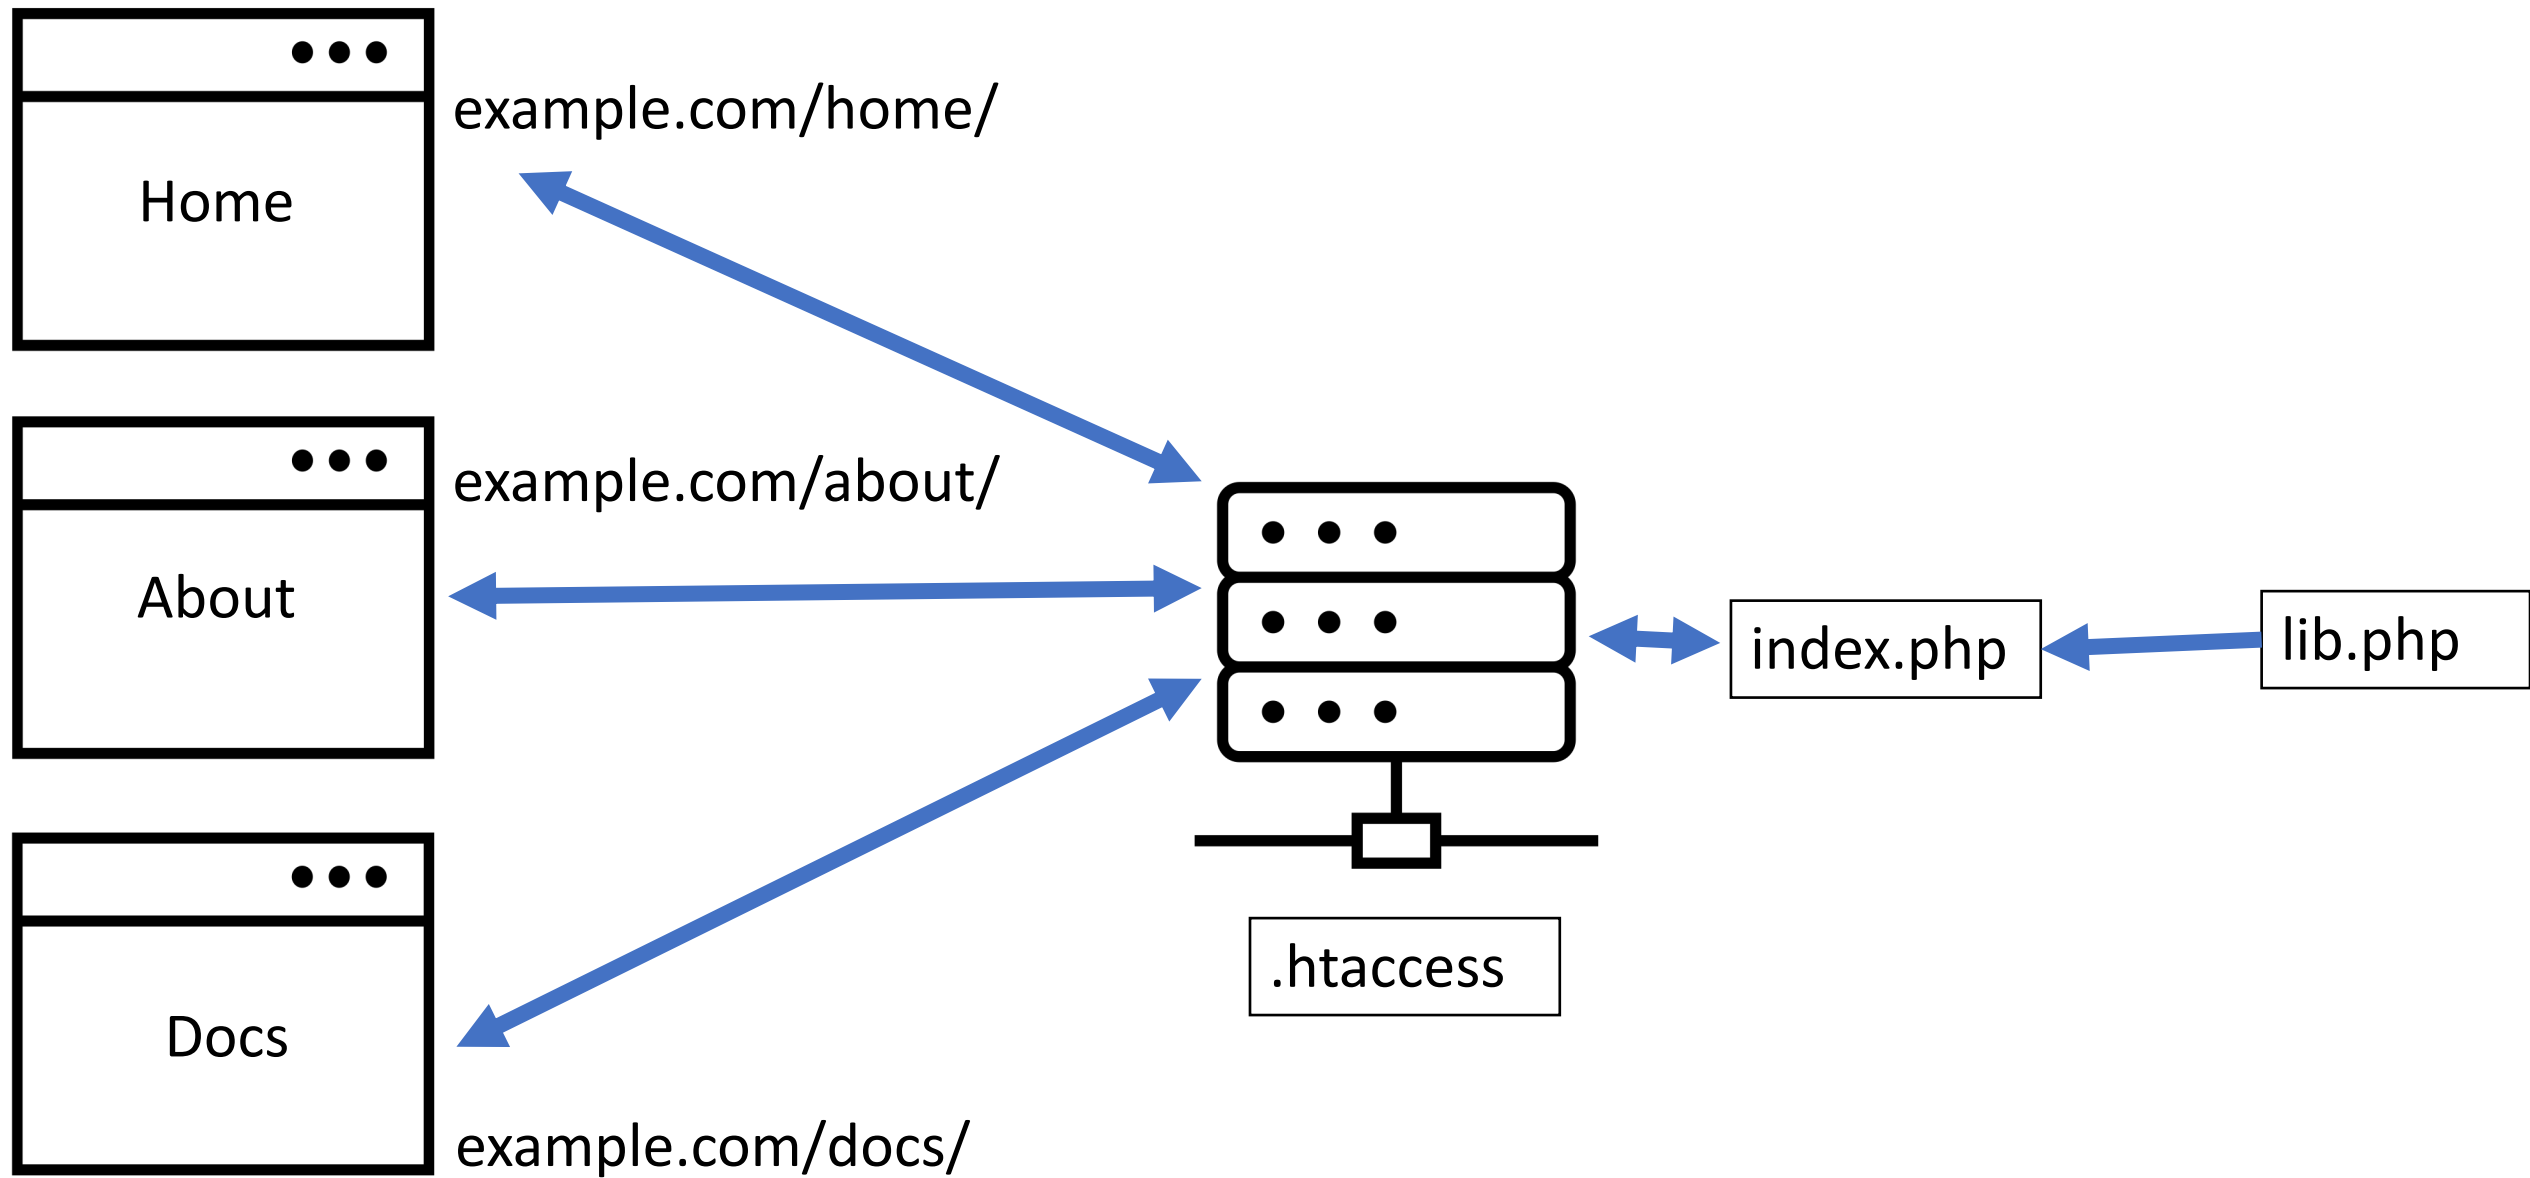 example.com/home/
Home
example.com/about/
About
index.php
lib.php
.htaccess
Docs
example.com/docs/